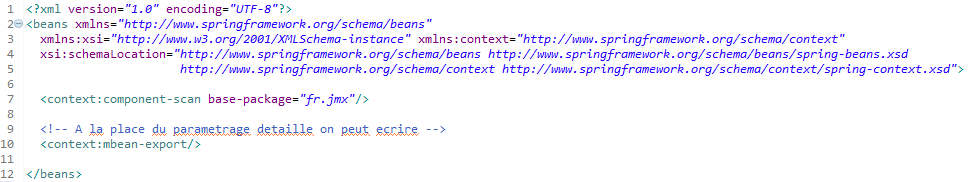 1 <?xml version="1.0" encoding="UTF-8"?>
2 <beans xmlns="http://www.springframework.org/schema/beans"
3 xmlns:xsi="http://www.w3.org/2001/XMLSchema-instance" xmlns:context="http://www.springframework.org/schema/context"
4 xsi:schemaLocation="http://www.springframework.org/schema/beans http://www.springframework.org/schema/beans/spring-beans.xsd
5 http://www.springframework.org/schema/context http://www.springframework.org/schema/context/spring-context.xsd">
6
7 <context:component-scan base-package="fr.jmx"/>
8
9 <!-- A la place du parametrage detaille on peut ecrire -->
10 <context:mbean-export/>
11
12 </beans>